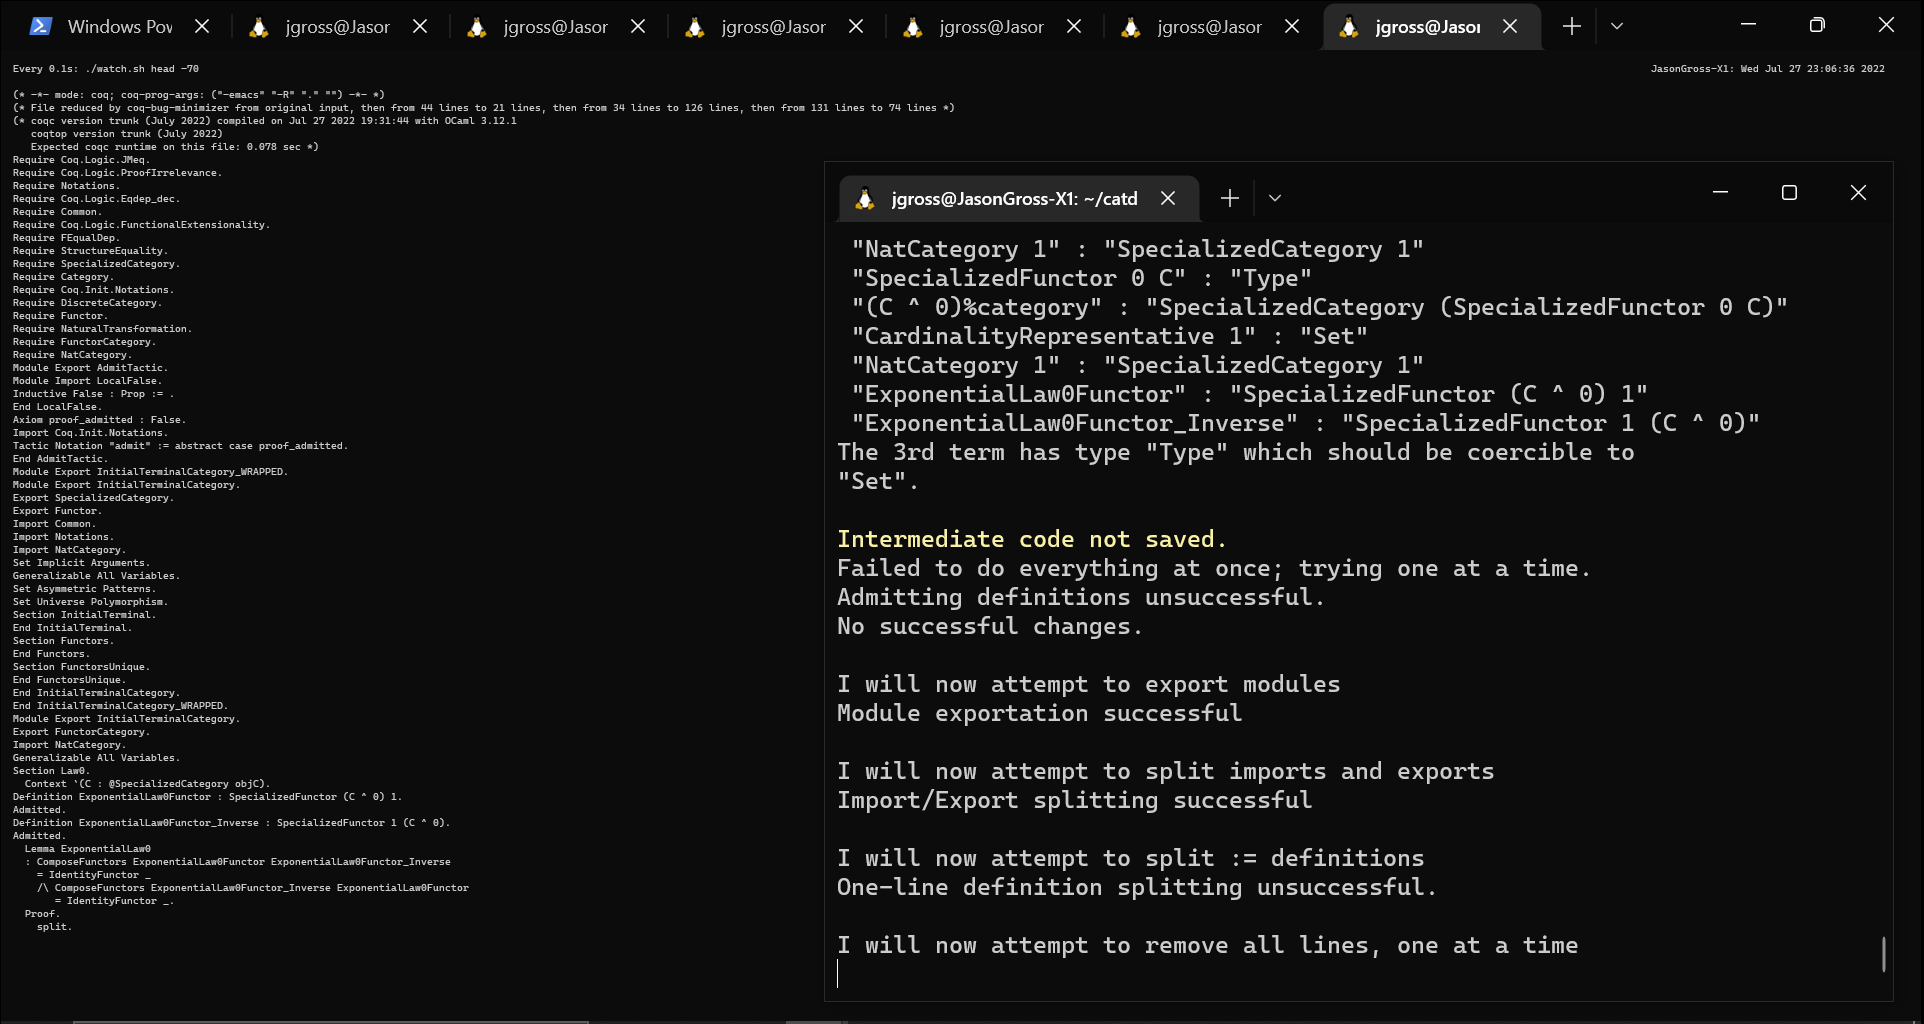 Windows Pov
jgross@Jasor
jgross@Jasor
jgross@Jasor
jgross@Jasor
jgross@Jasor
jgross@Jasor
Every 0.1s: ./watch.sh head -70
JasonGross-X1: Wed Jul 27 23:06:36 2022
(* -*- mode: coq; coq-prog-args: ("-emacs" "-R" "." "") -*- *)
(* File reduced by coq-bug-minimizer from original input, then from 44 lines to 21 lines, then from 34 lines to 126 lines, then from 131 lines to 74 lines *)
(* coqc version trunk (July 2022) compiled on Jul 27 2022 19:31:44 with OCaml 3.12.1
   coqtop version trunk (July 2022)
   Expected coqc runtime on this file: 0.078 sec *)
Require Coq.Logic.JMeq.
Require Coq.Logic.ProofIrrelevance.
Require Notations.
Require Coq.Logic.Eqdep_dec.
Require Common.
Require Coq.Logic.FunctionalExtensionality.
Require FEqualDep.
Require StructureEquality.
Require SpecializedCategory.
Require Category.
Require Coq.Init.Notations.
Require DiscreteCategory.
Require Functor.
Require NaturalTransformation.
Require FunctorCategory.
Require NatCategory.
Module Export AdmitTactic.
Module Import LocalFalse.
Inductive False : Prop := .
End LocalFalse.
Axiom proof_admitted : False.
Import Coq.Init.Notations.
Tactic Notation "admit" := abstract case proof_admitted.
End AdmitTactic.
Module Export InitialTerminalCategory_WRAPPED.
Module Export InitialTerminalCategory.
Export SpecializedCategory.
Export Functor.
Import Common.
Import Notations.
Import NatCategory.
Set Implicit Arguments.
Generalizable All Variables.
Set Asymmetric Patterns.
Set Universe Polymorphism.
Section InitialTerminal.
End InitialTerminal.
Section Functors.
End Functors.
Section FunctorsUnique.
End FunctorsUnique.
End InitialTerminalCategory.
End InitialTerminalCategory_WRAPPED.
Module Export InitialTerminalCategory.
Export FunctorCategory.
Import NatCategory.
Generalizable All Variables.
Section Law0.
  Context `(C : @SpecializedCategory objC).
Definition ExponentialLaw0Functor : SpecializedFunctor (C ^ 0) 1.
Admitted.
Definition ExponentialLaw0Functor_Inverse : SpecializedFunctor 1 (C ^ 0).
Admitted.
  Lemma ExponentialLaw0
  : ComposeFunctors ExponentialLaw0Functor ExponentialLaw0Functor_Inverse
    = IdentityFunctor _
    /\ ComposeFunctors ExponentialLaw0Functor_Inverse ExponentialLaw0Functor
       = IdentityFunctor _.
  Proof.
    split.
jgross@JasonGross-X1: ~/catd
"NatCategory 1" : "SpecializedCategory 1"
"SpecializedFunctor 0 C" : "Type"
"(C ^ 0)%category" : "SpecializedCategory (SpecializedFunctor 0 C)"
"CardinalityRepresentative 1" : "Set"
"NatCategory 1" : "SpecializedCategory 1"
"ExponentialLaw0Functor" : "SpecializedFunctor (C ^ 0) 1"
"ExponentialLaw0Functor_Inverse" : "SpecializedFunctor 1 (C ^ 0)"
The 3rd term has type "Type" which should be coercible to
"Set".
Intermediate code not saved.
Failed to do everything at once; trying one at a time.
Admitting definitions unsuccessful.
No successful changes.
I will now attempt to export modules
Module exportation successful
I will now attempt to split imports and exports
Import/Export splitting successful
I will now attempt to split := definitions
One-line definition splitting unsuccessful.
I will now attempt to remove all lines, one at a time